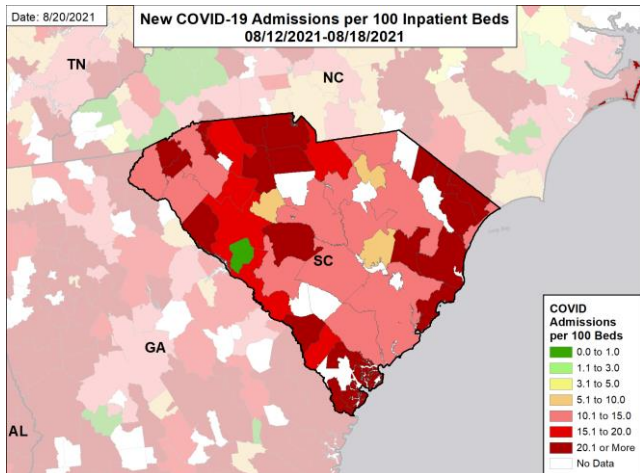 Date: 8/20/2021
New COVID-19 Admissions per 100 Inpatient Beds
08/12/2021-08/18/2021
TN
NC
SC
GA
AL
COVID
Admissions
per 100 Beds
0.0 to 1.0
1.1 to 3.0
3.1 to 5.0
5.1 to 10.0
10.1 to 15.0
15.1 to 20.0
20.1 or More
No Data